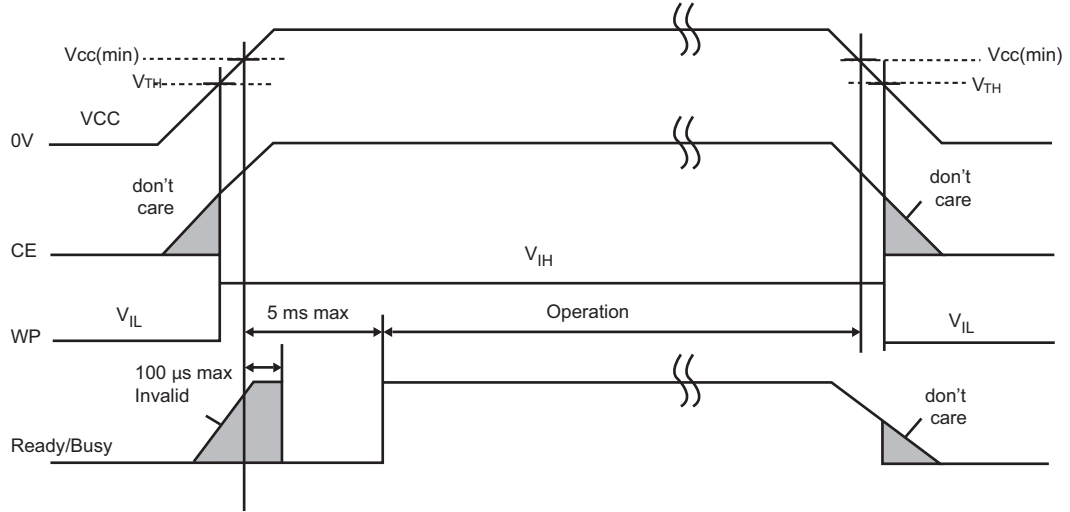 Vcc(min)
Vcc(min)
VTH
VTH
VCC
0V
don't
care
don't
care
CE
VIH
VIL
5 ms max
Operation
VIL
WP
100 µs max
Invalid
don't
care
Ready/Busy